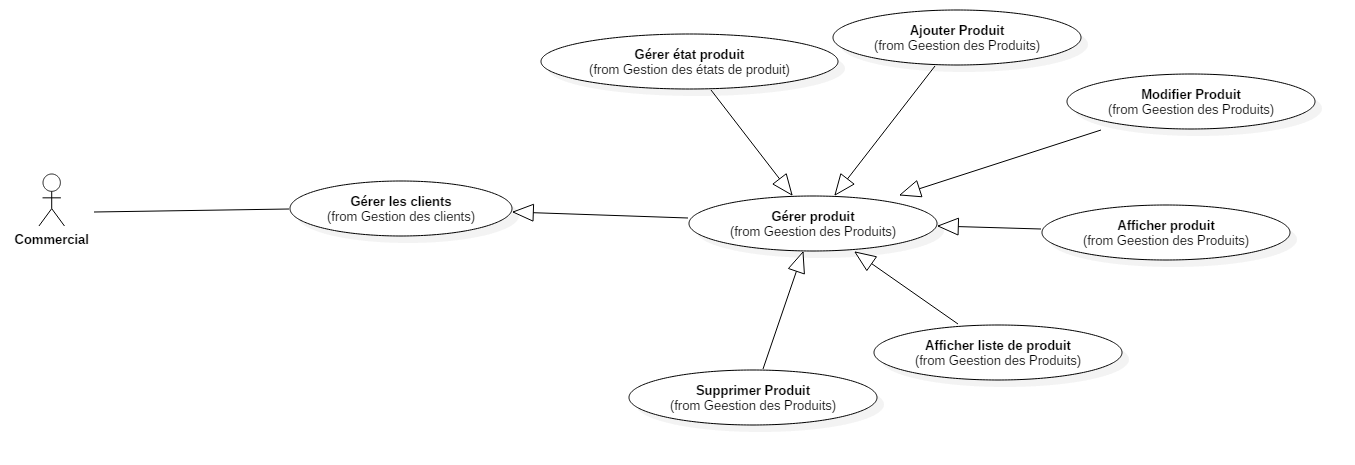 Ajouter Produit
(from Geestion des Produits)
Gérer état produit
(from Gestion des états de produit)
Modifier Produit
(from Geestion des Produits)
Gérer les clients
(from Gestion des clients)
Gérer produit
(from Geestion des Produits)
Afficher produit
(from Geestion des Produits)
Commercial
Afficher liste de produit
(from Geestion des Produits)
Supprimer Produit
(from Geestion des Produits)